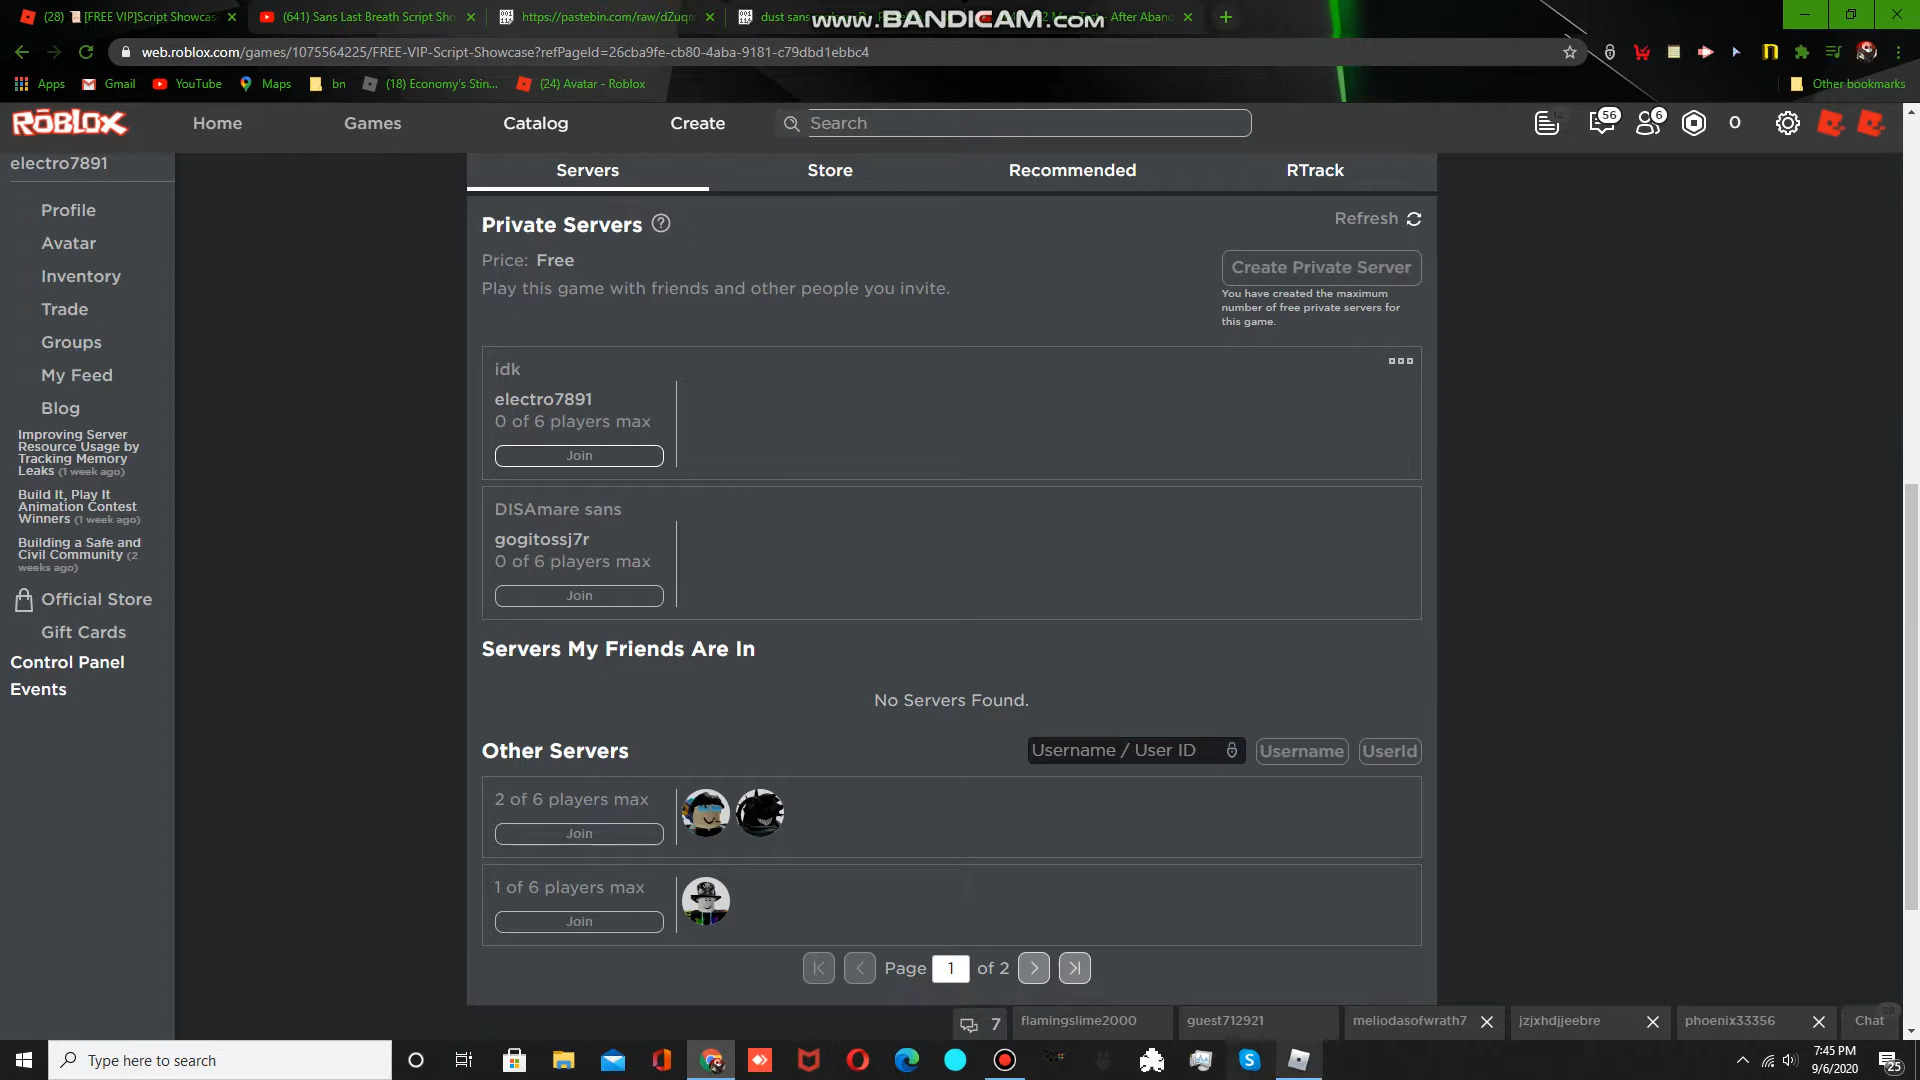 (28) [FREE VIP]Script Showcas
(641) Sans Last Breath Script Sho
https://pastebin.com/raw/dZuqm
dust sans
After Aband
www.BANDICAM.com
web.roblox.com/games/1075564225/FREE-VIP-Script-Showcase?refPageId=26cba9fe-cb80-4aba-9181-c79dbd1ebbc4
Apps
Gmail
YouTube
Maps
bn
(18) Economy's Stin...
(24) Avatar - Roblox
Other bookmarks
ROBLOX
Home
Games
Catalog
Create
Search
56
6
0
electro7891
Profile
Avatar
Inventory
Trade
Groups
My Feed
Blog
Improving Server
Resource Usage by
Tracking Memory
Leaks (1 week ago)
Build It, Play It
Animation Contest
Winners (1 week ago)
Building a Safe and
Civil Community (2
weeks ago)
Official Store
Gift Cards
Control Panel
Events
Servers
Store
Recommended
RTrack
Private Servers
Refresh
Price: Free
Play this game with friends and other people you invite.
Create Private Server
You have created the maximum
number of free private servers for
this game.
idk
electro7891
0 of 6 players max
Join
DISAmare sans
gogitossj7r
0 of 6 players max
Join
Servers My Friends Are In
No Servers Found.
Other Servers
Username / User ID
Username
UserId
2 of 6 players max
Join
1 of 6 players max
Join
Page 1 of 2
7
flamingslime2000
guest712921
meliodasofwrath7
jzjxhdjjeebre
phoenix33356
Chat
Type here to search
7:45 PM
9/6/2020
25